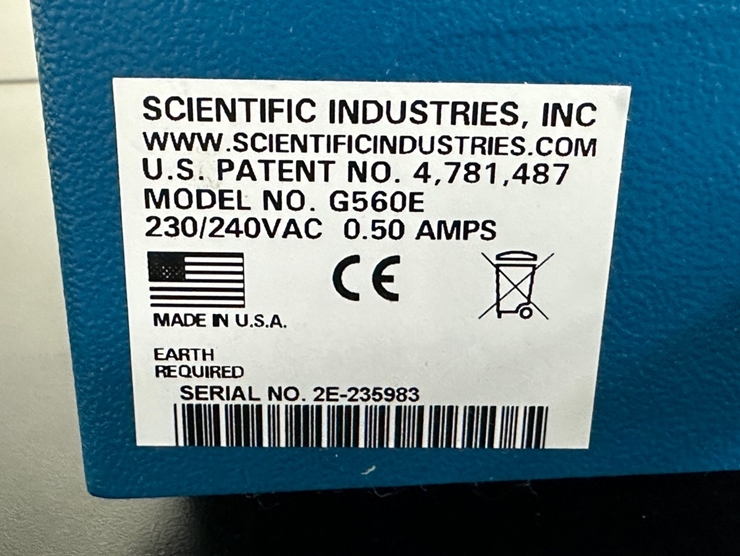 SCIENTIFIC INDUSTRIES, INC
WWW.SCIENTIFICINDUSTRIES.COM
U.S. PATENT NO. 4,781,487
MODEL NO. G560E
230/240VAC 0.50 AMPS
CE
MADE IN U.S.A.
EARTH
REQUIRED
SERIAL NO. 2E-235983